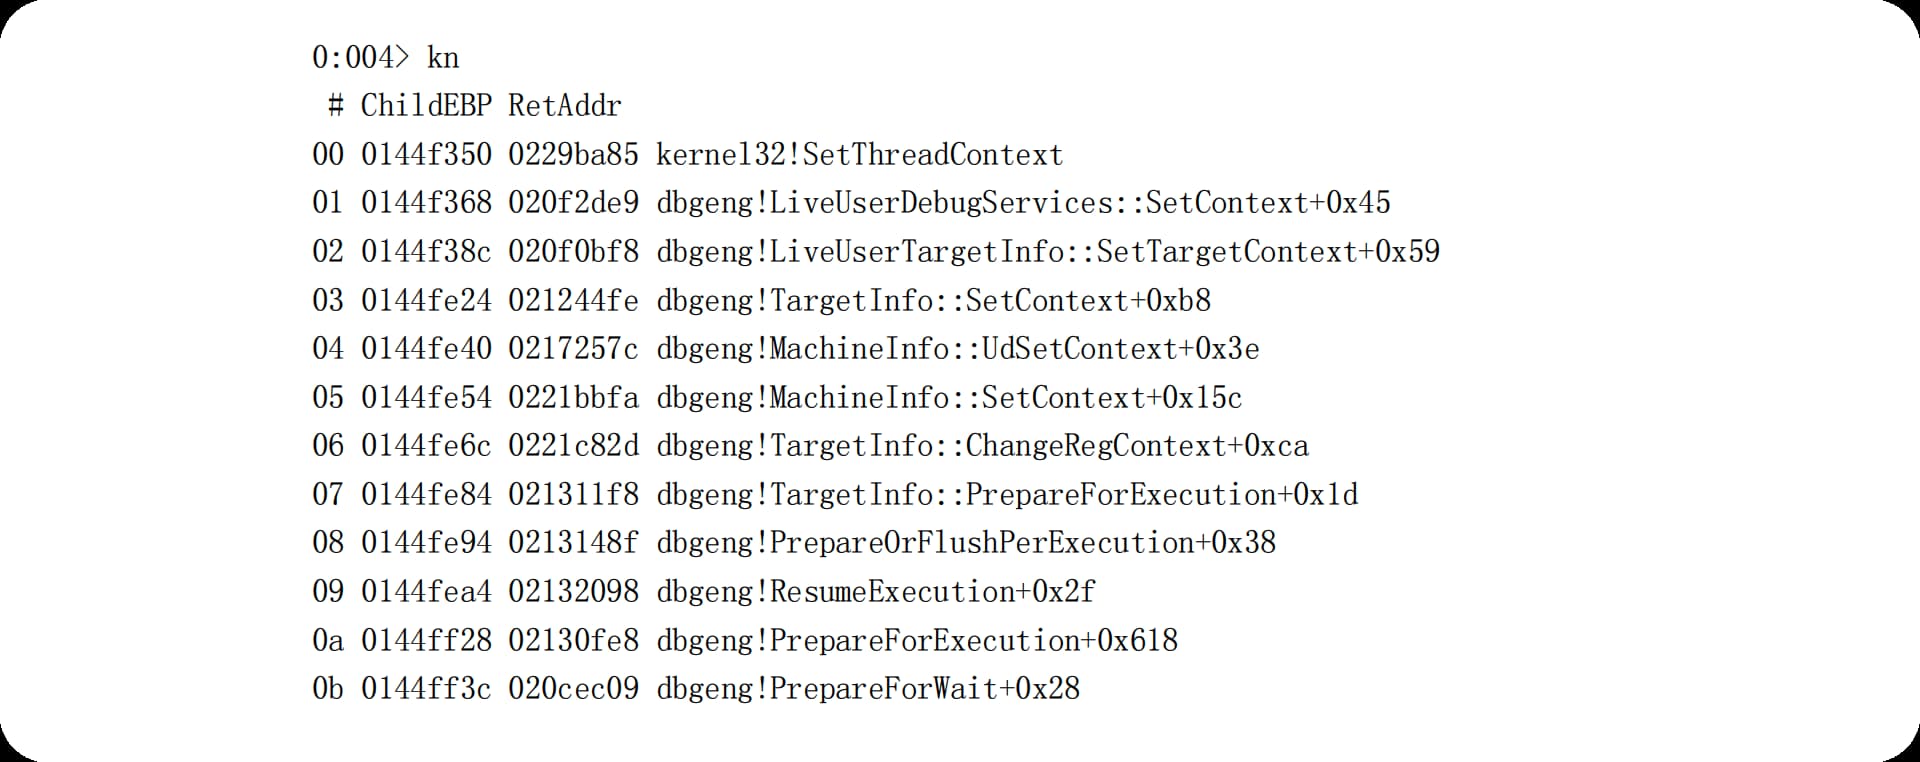 0:004> kn
# ChildEBP RetAddr
00 0144f350 0229ba85 kernel32!SetThreadContext
01 0144f368 020f2de9 dbgeng!LiveUserDebugServices::SetContext+0x45
02 0144f38c 020f0bf8 dbgeng!LiveUserTargetInfo::SetTargetContext+0x59
03 0144fe24 021244fe dbgeng!TargetInfo::SetContext+0xb8
04 0144fe40 0217257c dbgeng!MachineInfo::UdSetContext+0x3e
05 0144fe54 0221bbfa dbgeng!MachineInfo::SetContext+0x15c
06 0144fe6c 0221c82d dbgeng!TargetInfo::ChangeRegContext+0xca
07 0144fe84 021311f8 dbgeng!TargetInfo::PrepareForExecution+0x1d
08 0144fe94 0213148f dbgeng!PrepareOrFlushPerExecution+0x38
09 0144fea4 02132098 dbgeng!ResumeExecution+0x2f
0a 0144ff28 02130fe8 dbgeng!PrepareForExecution+0x618
0b 0144ff3c 020cec09 dbgeng!PrepareForWait+0x28